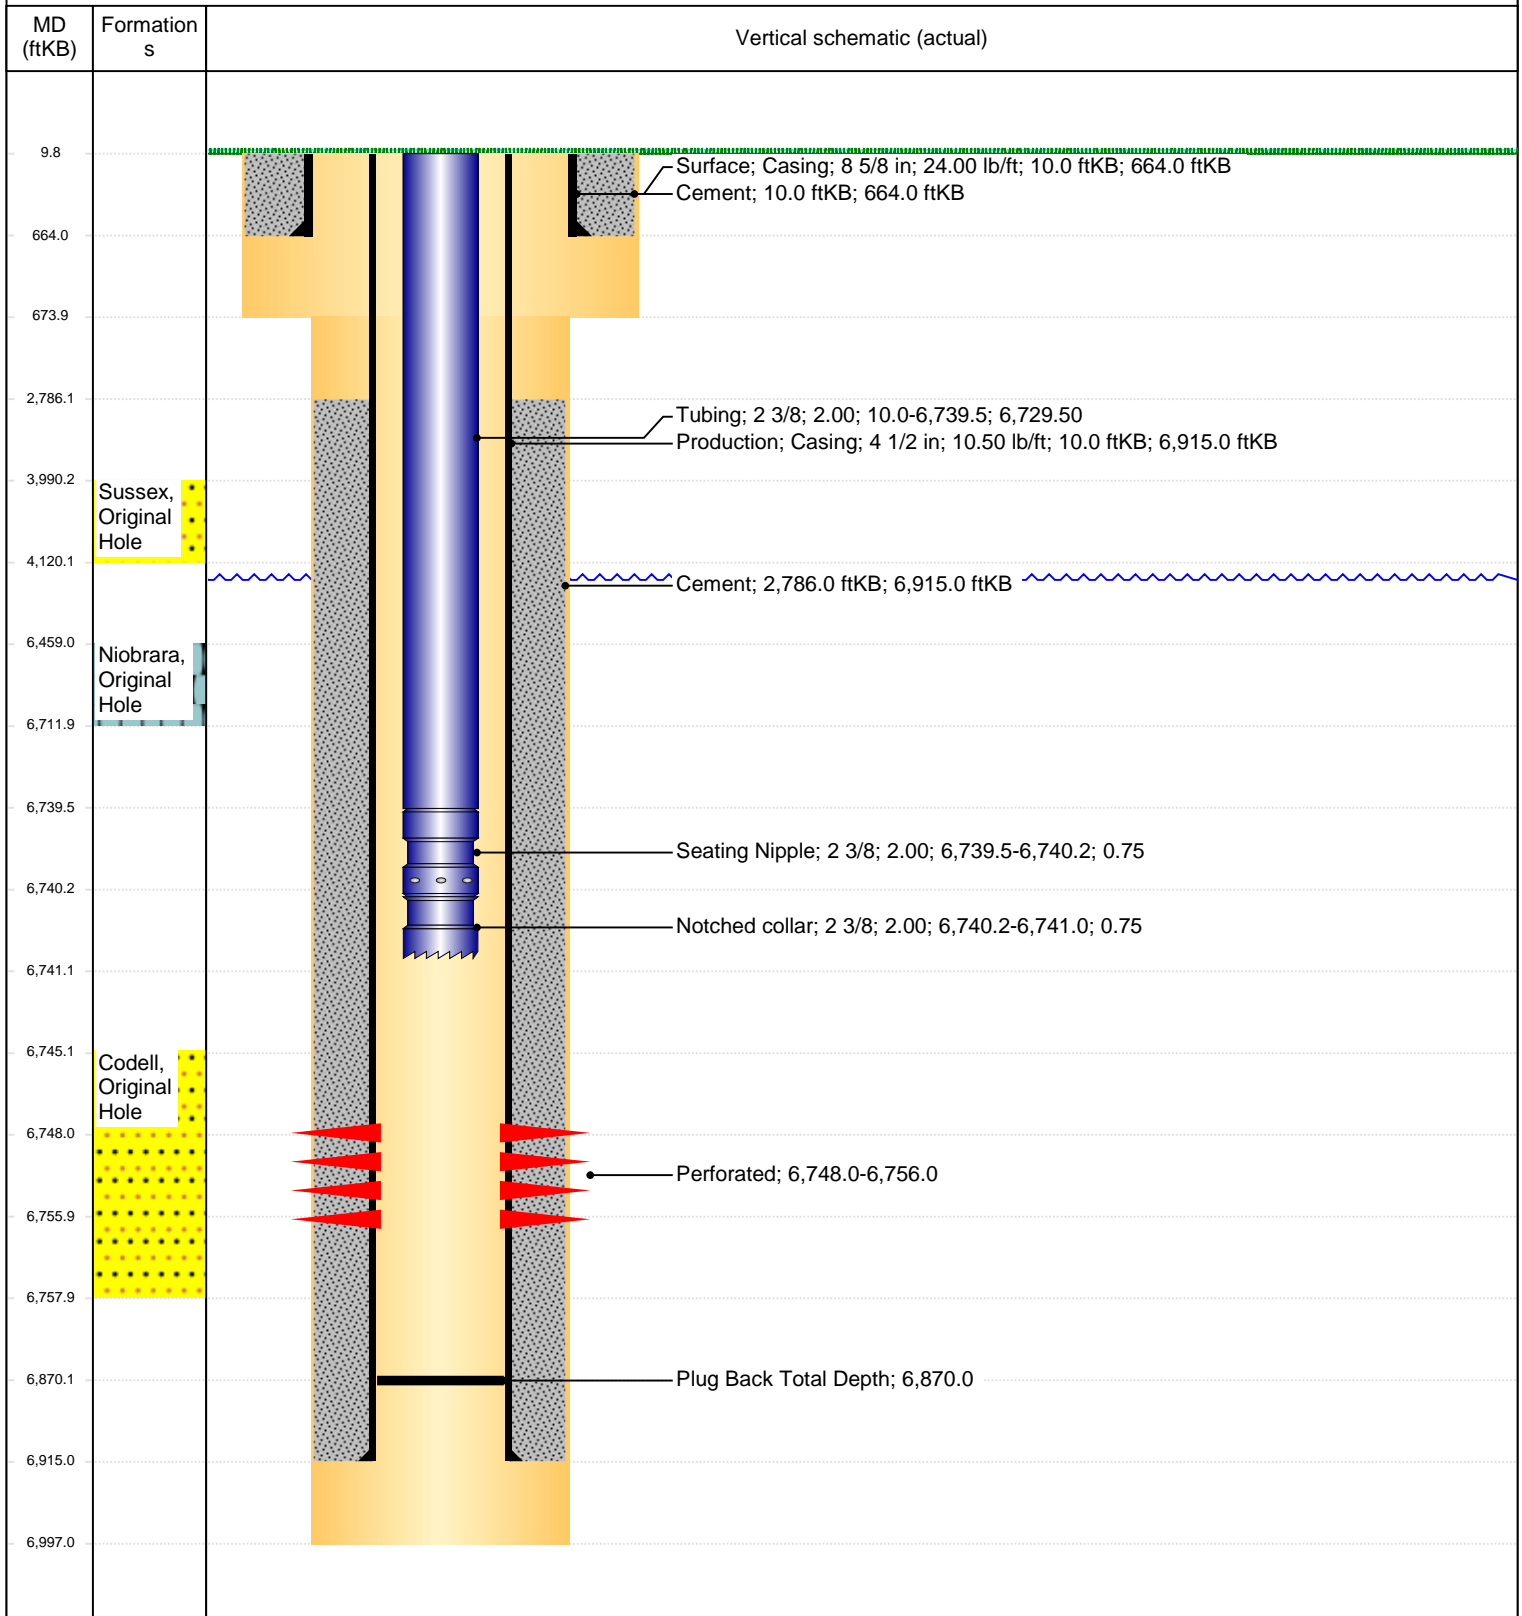 MD
(ftKB)
Formation
s
Vertical schematic (actual)
9.8
Surface; Casing; 8 5/8 in; 24.00 lb/ft; 10.0 ftKB; 664.0 ftKB
Cement; 10.0 ftKB; 664.0 ftKB
664.0
673.9
2,786.1
Tubing; 2 3/8; 2.00; 10.0-6,739.5; 6,729.50
Production; Casing; 4 1/2 in; 10.50 lb/ft; 10.0 ftKB; 6,915.0 ftKB
3,990.2
Sussex,
Original
Hole
4,120.1
Cement; 2,786.0 ftKB; 6,915.0 ftKB
6,459.0
Niobrara,
Original
Hole
6,711.9
6,739.5
Seating Nipple; 2 3/8; 2.00; 6,739.5-6,740.2; 0.75
6,740.2
Notched collar; 2 3/8; 2.00; 6,740.2-6,741.0; 0.75
6,741.1
6,745.1
Codell,
Original
Hole
6,748.0
Perforated; 6,748.0-6,756.0
6,755.9
6,757.9
6,870.1
Plug Back Total Depth; 6,870.0
6,915.0
6,997.0